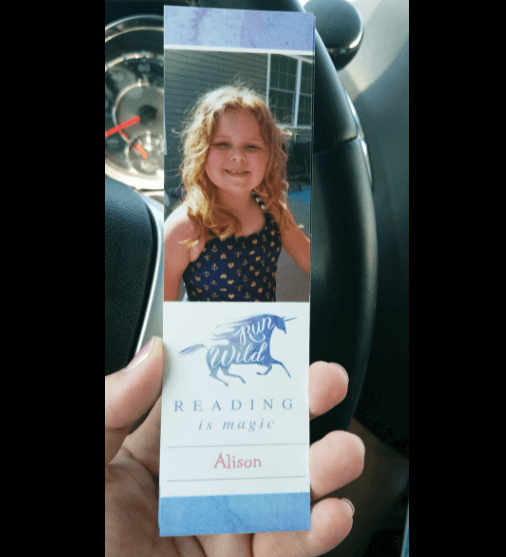 Run
Wild
READING
is magic
Alison